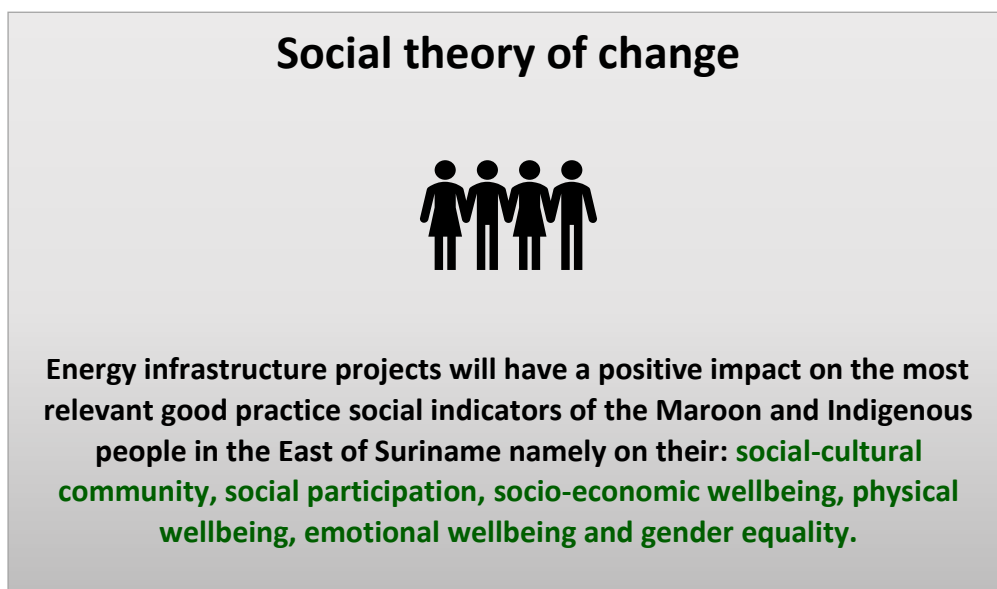 Social theory of change
Energy infrastructure projects will have a positive impact on the most
relevant good practice social indicators of the Maroon and Indigenous
people in the East of Suriname namely on their: social-cultural
community, social participation, socio-economic wellbeing, physical
wellbeing, emotional wellbeing and gender equality.